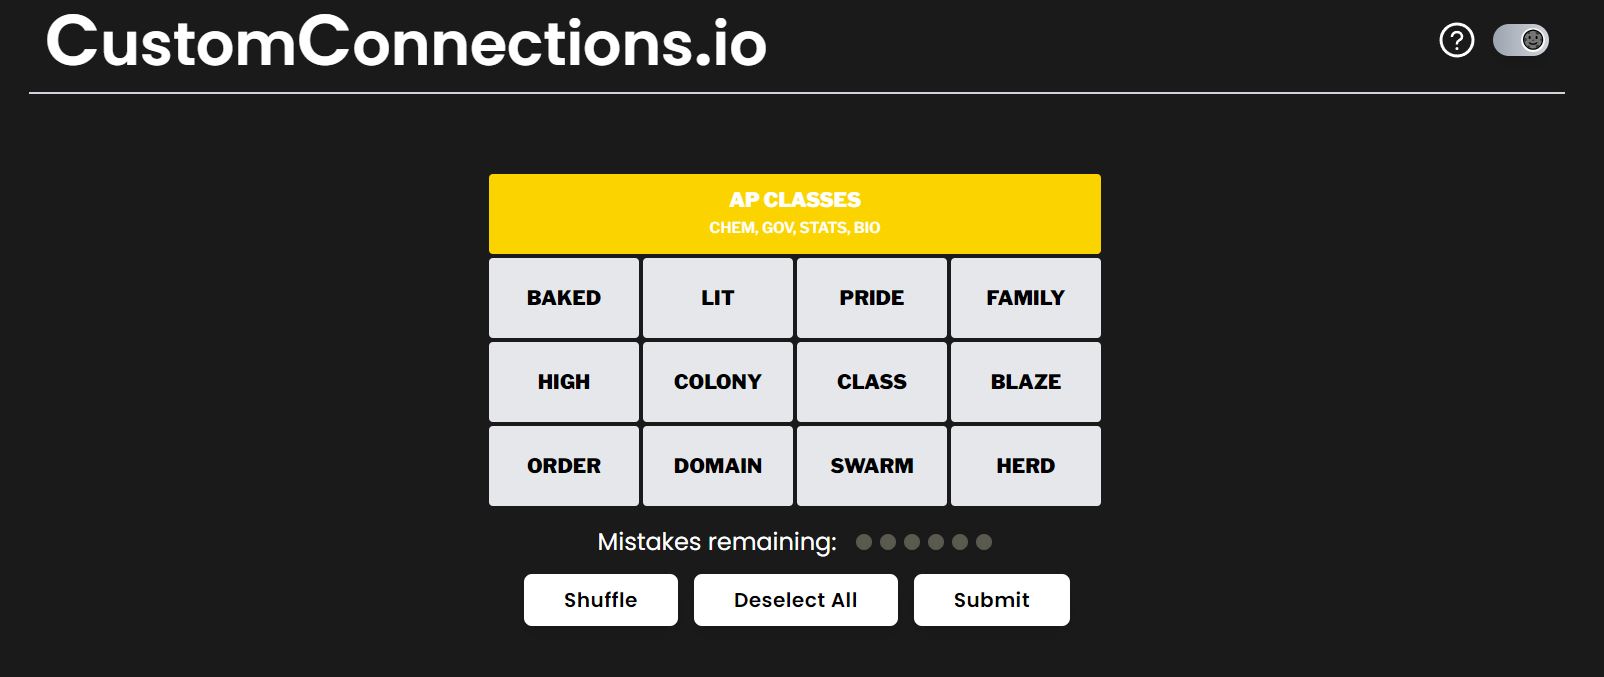 CustomConnections.io
AP CLASSES
CHEM, GOV, STATS, BIO
BAKED LIT PRIDE FAMILY
HIGH COLONY CLASS BLAZE
ORDER DOMAIN SWARM HERD
Mistakes remaining:
Shuffle Deselect All Submit